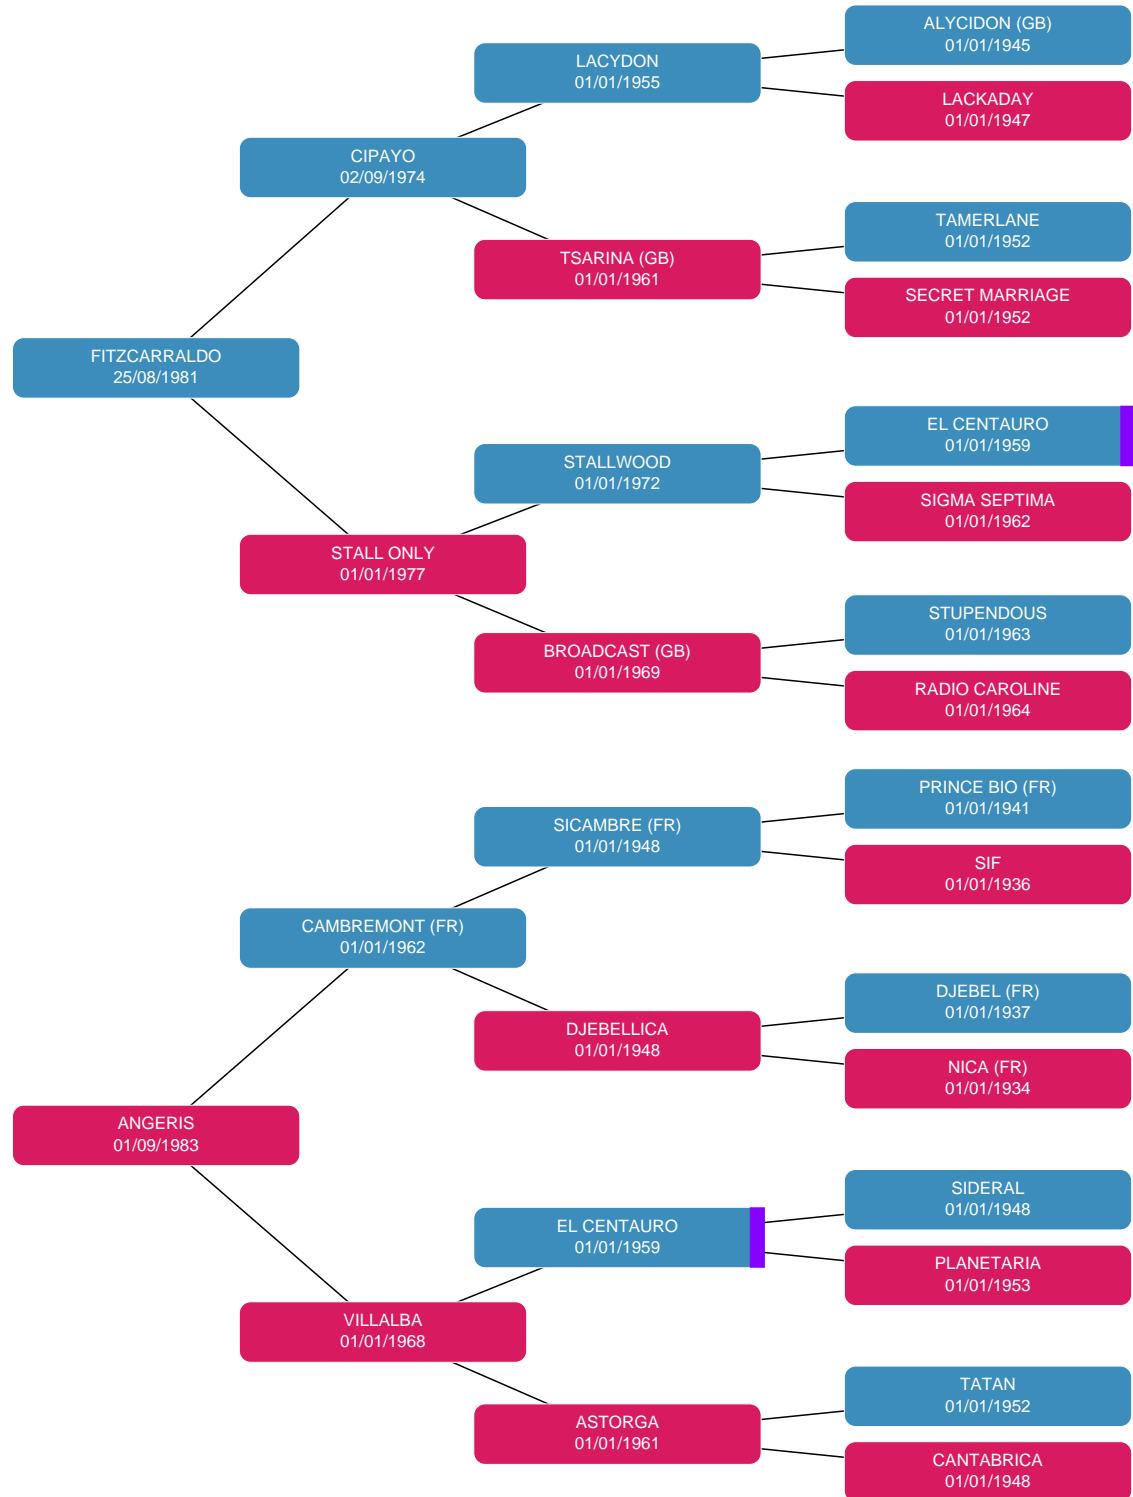 ALYCIDON (GB)
01/01/1945
LACYDON
01/01/1955
LACKADAY
01/01/1947
CIPAYO
02/09/1974
TAMERLANE
01/01/1952
TSARINA (GB)
01/01/1961
SECRET MARRIAGE
01/01/1952
FITZCARRALDO
25/08/1981
EL CENTAURO
01/01/1959
STALLWOOD
01/01/1972
SIGMA SEPTIMA
01/01/1962
STALL ONLY
01/01/1977
STUPENDOUS
01/01/1963
BROADCAST (GB)
01/01/1969
RADIO CAROLINE
01/01/1964
PRINCE BIO (FR)
01/01/1941
SICAMBRE (FR)
01/01/1948
SIF
01/01/1936
CAMBREMONT (FR)
01/01/1962
DJEBEL (FR)
01/01/1937
DJEBELLICA
01/01/1948
NICA (FR)
01/01/1934
ANGERIS
01/09/1983
SIDERAL
01/01/1948
EL CENTAURO
01/01/1959
PLANETARIA
01/01/1953
VILLALBA
01/01/1968
TATAN
01/01/1952
ASTORGA
01/01/1961
CANTABRICA
01/01/1948